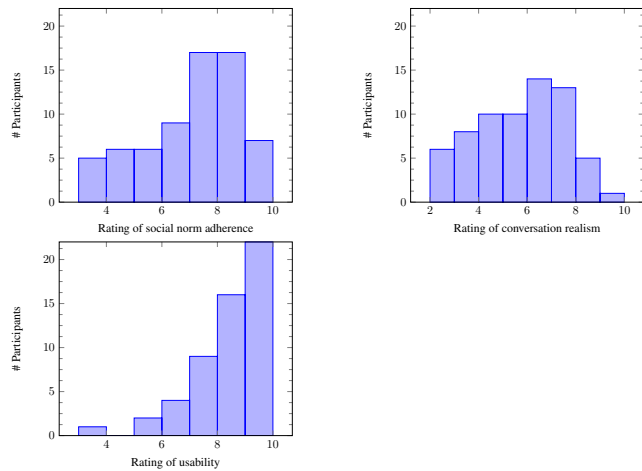 20
15
10
5
0
# Participants
4 6 8 10
Rating of social norm adherence
20
15
10
5
0
# Participants
2 4 6 8 10
Rating of conversation realism
20
15
10
5
0
# Participants
4 6 8 10
Rating of usability